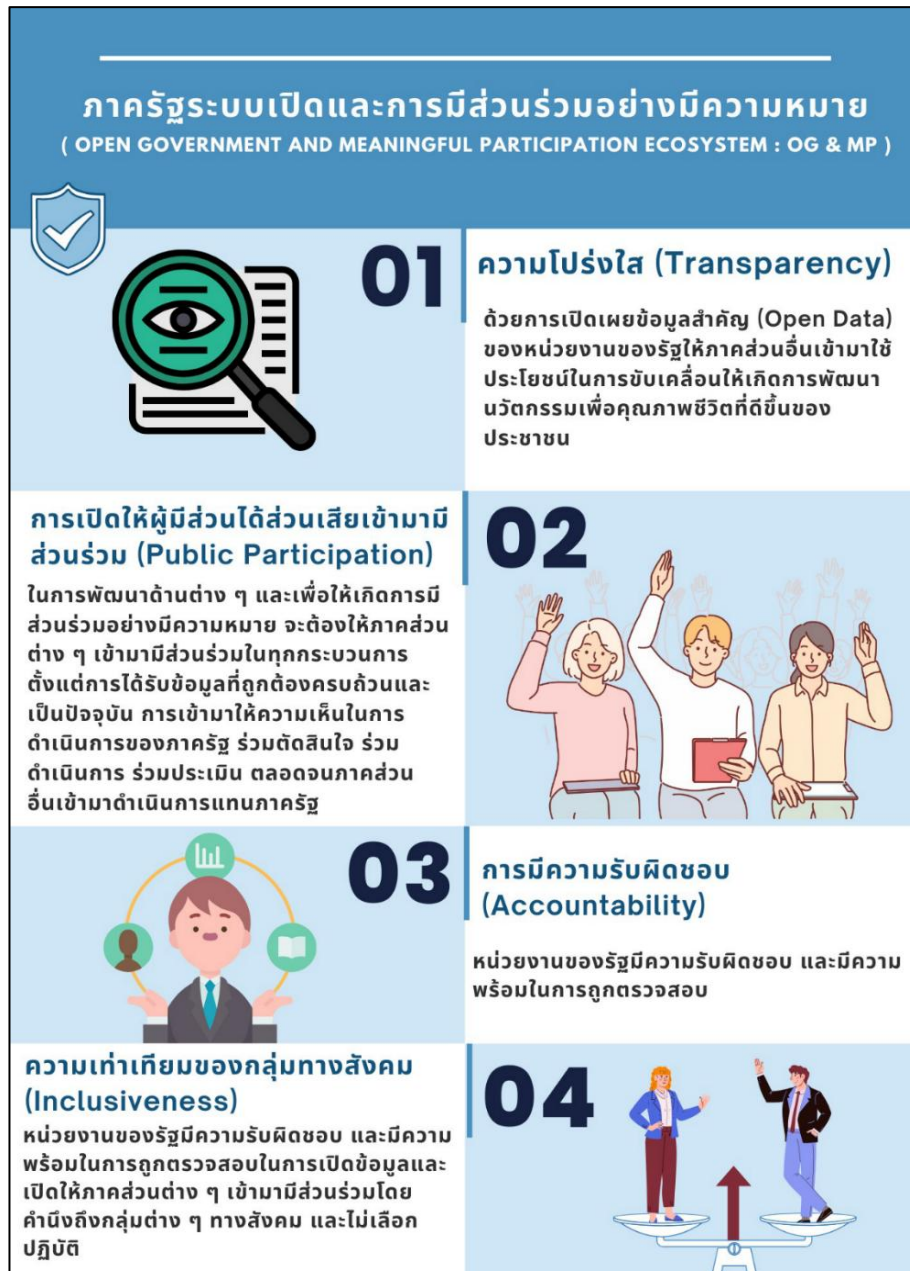 ภาครัฐระบบเปิดและการมีส่วนร่วมอย่างมีความหมาย
( OPEN GOVERNMENT AND MEANINGFUL PARTICIPATION ECOSYSTEM : OG & MP )
01
ความโปร่งใส (Transparency)
ด้วยการเปิดเผยข้อมูลสำคัญ (Open Data)
ของหน่วยงานของรัฐให้ภาคส่วนอื่นเข้ามาใช้
ประโยชน์ในการขับเคลื่อนให้เกิดการพัฒนา
นวัตกรรมเพื่อคุณภาพชีวิตที่ดีขึ้นของ
ประชาชน
02
การเปิดให้ผู้มีส่วนได้ส่วนเสียเข้ามามี
ส่วนร่วม (Public Participation)
ในการพัฒนาด้านต่าง ๆ และเพื่อให้เกิดการมี
ส่วนร่วมอย่างมีความหมาย จะต้องให้ภาคส่วน
ต่าง ๆ เข้ามามีส่วนร่วมในทุกกระบวนการ
ตั้งแต่การได้รับข้อมูลที่ถูกต้องครบถ้วนและ
เป็นปัจจุบัน การเข้ามาให้ความเห็นในการ
ดำเนินการของภาครัฐ ร่วมตัดสินใจ ร่วม
ดำเนินการ ร่วมประเมิน ตลอดจนภาคส่วน
อื่นเข้ามาดำเนินการแทนภาครัฐ
03
การมีความรับผิดชอบ
(Accountability)
หน่วยงานของรัฐมีความรับผิดชอบ และมีความ
พร้อมในการถูกตรวจสอบ
04
ความเท่าเทียมของกลุ่มทางสังคม
(Inclusiveness)
หน่วยงานของรัฐมีความรับผิดชอบ และมีความ
พร้อมในการถูกตรวจสอบในการเปิดข้อมูลและ
เปิดให้ภาคส่วนต่าง ๆ เข้ามามีส่วนร่วมโดย
คำนึงถึงกลุ่มต่าง ๆ ทางสังคม และไม่เลือก
ปฏิบัติ